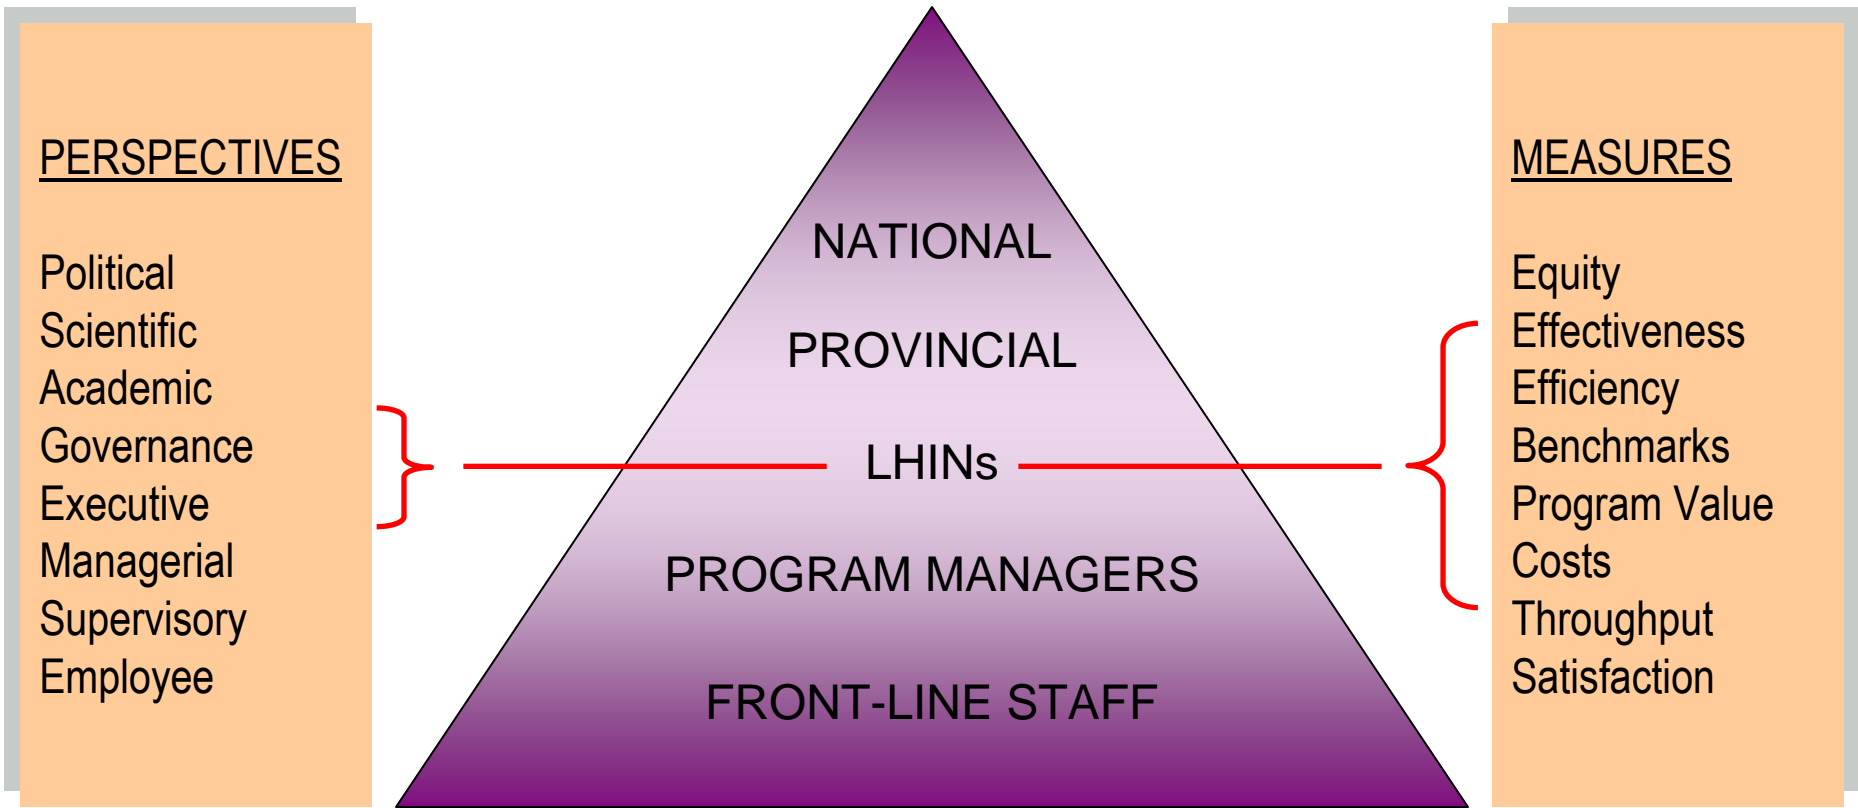 PERSPECTIVES
Political
Scientific
Academic
Governance
Executive
Managerial
Supervisory
Employee
NATIONAL
PROVINCIAL
LHINs
PROGRAM MANAGERS
FRONT-LINE STAFF
MEASURES
Equity
Effectiveness
Efficiency
Benchmarks
Program Value
Costs
Throughput
Satisfaction